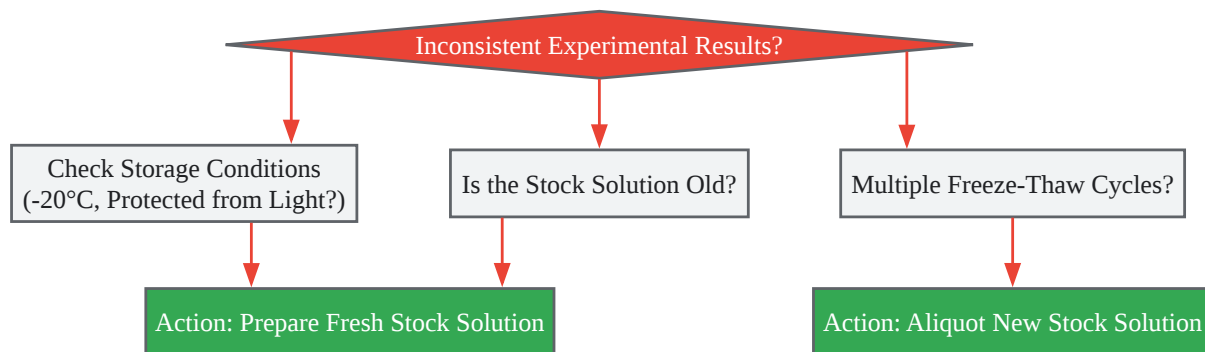 Inconsistent Experimental Results?
Check Storage Conditions
(-20°C, Protected from Light?)
Is the Stock Solution Old?
Multiple Freeze-Thaw Cycles?
Action: Prepare Fresh Stock Solution
Action: Aliquot New Stock Solution